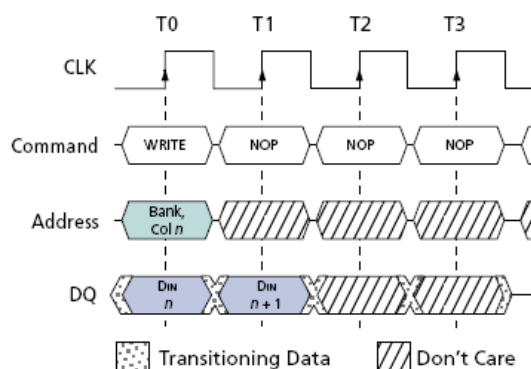 T0 T1 T2 T3
CLK
Command WRITE NOP NOP NOP
Address Bank,
Col n
DQ DIN DIN
n n + 1
Transitioning Data Don't Care